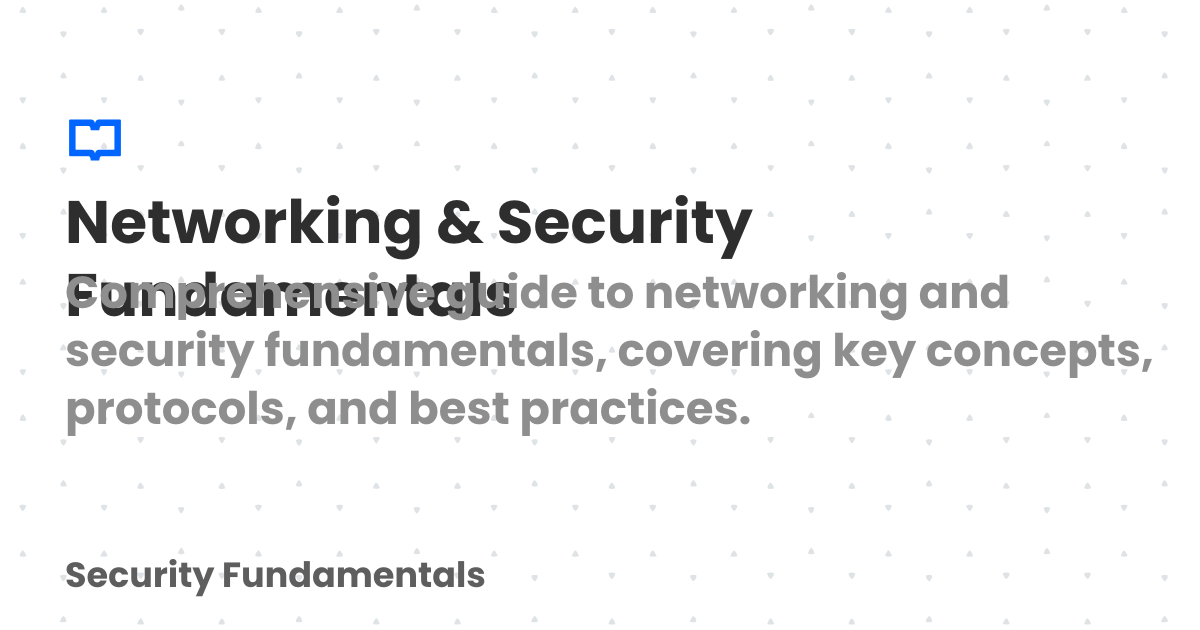 Networking & Security
Fundamentals
Comprehensive guide to networking and
security fundamentals, covering key concepts,
protocols, and best practices.
Security Fundamentals